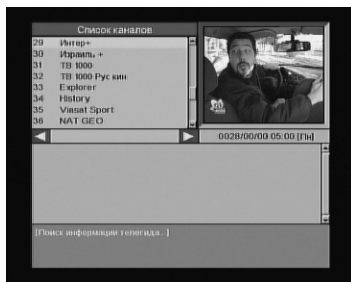 Список каналов
29 Интер+
30 Израиль +
31 ТВ 1000
32 ТВ 1000 Рус кин
33 Explorer
34 History
35 Viasat Sport
36 NAT GEO
0028/00/00 05:00 [Пн]
[Поиск информации телегида..]